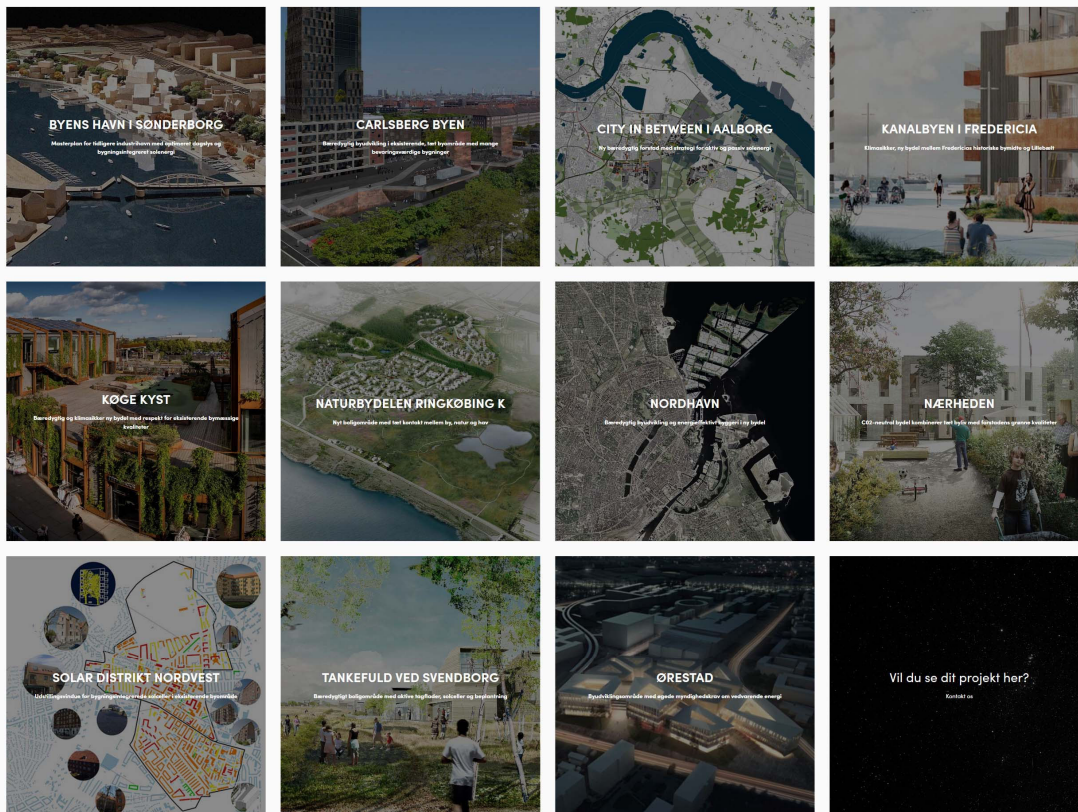 BYENS HAVN I SØNDERBORG
Masterplan for tidligere industrihavn med optimeret dagslys og
bygningsintegreret solenergi
CARLSBERG BYEN
Bæredygtig byudvikling i eksisterende, tæt byområde med mange
bevaringsværdige bygninger
CITY IN BETWEEN I AALBORG
Ny bæredygtig forstad med strategi for aktiv og passiv solenergi
KANALBYEN I FREDERICIA
Klimasikker, ny bydel mellem Fredericias historiske bymidte og Lillebælt
KØGE KYST
Bæredygtig og klimasikker ny bydel med respekt for eksisterende bymæssige
kvaliteter
NATURBYDELEN RINGKØBING K
Nyt boligområde med tæt kontakt mellem by, natur og hav
NORDHAVN
Bæredygtig byudvikling og energieffektivt byggeri i ny bydel
NÆRHEDEN
CO2-neutral bydel kombinerer tæt byliv med forstadens grønne kvaliteter
SOLAR DISTRIKT NORDVEST
Udstillingsvindue for bygningsintegrerede solceller i eksisterende byområde
TANKEFULD VED SVENDBORG
Bæredygtigt boligområde med aktive tagflader, solceller og beplantning
ØRESTAD
Byudviklingsområde med egede myndighedskrav om vedvarende energi
Vil du se dit projekt her?
Kontakt os